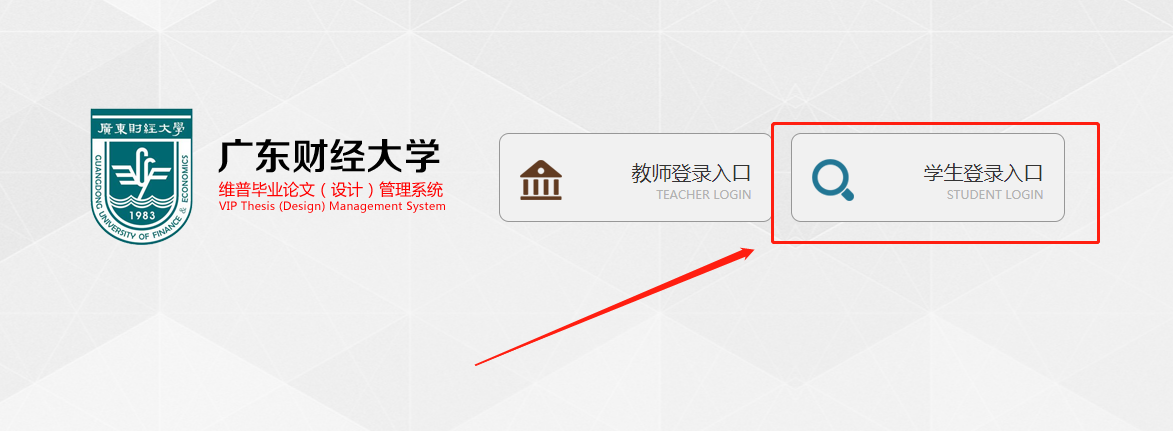 廣東财经大學
GUANGDONG UNIVERSITY OF FINANCE & ECONOMICS
1983
广东财经大学
维普毕业论文（设计）管理系统
VIP Thesis (Design) Management System
教师登录入口
TEACHER LOGIN
学生登录入口
STUDENT LOGIN